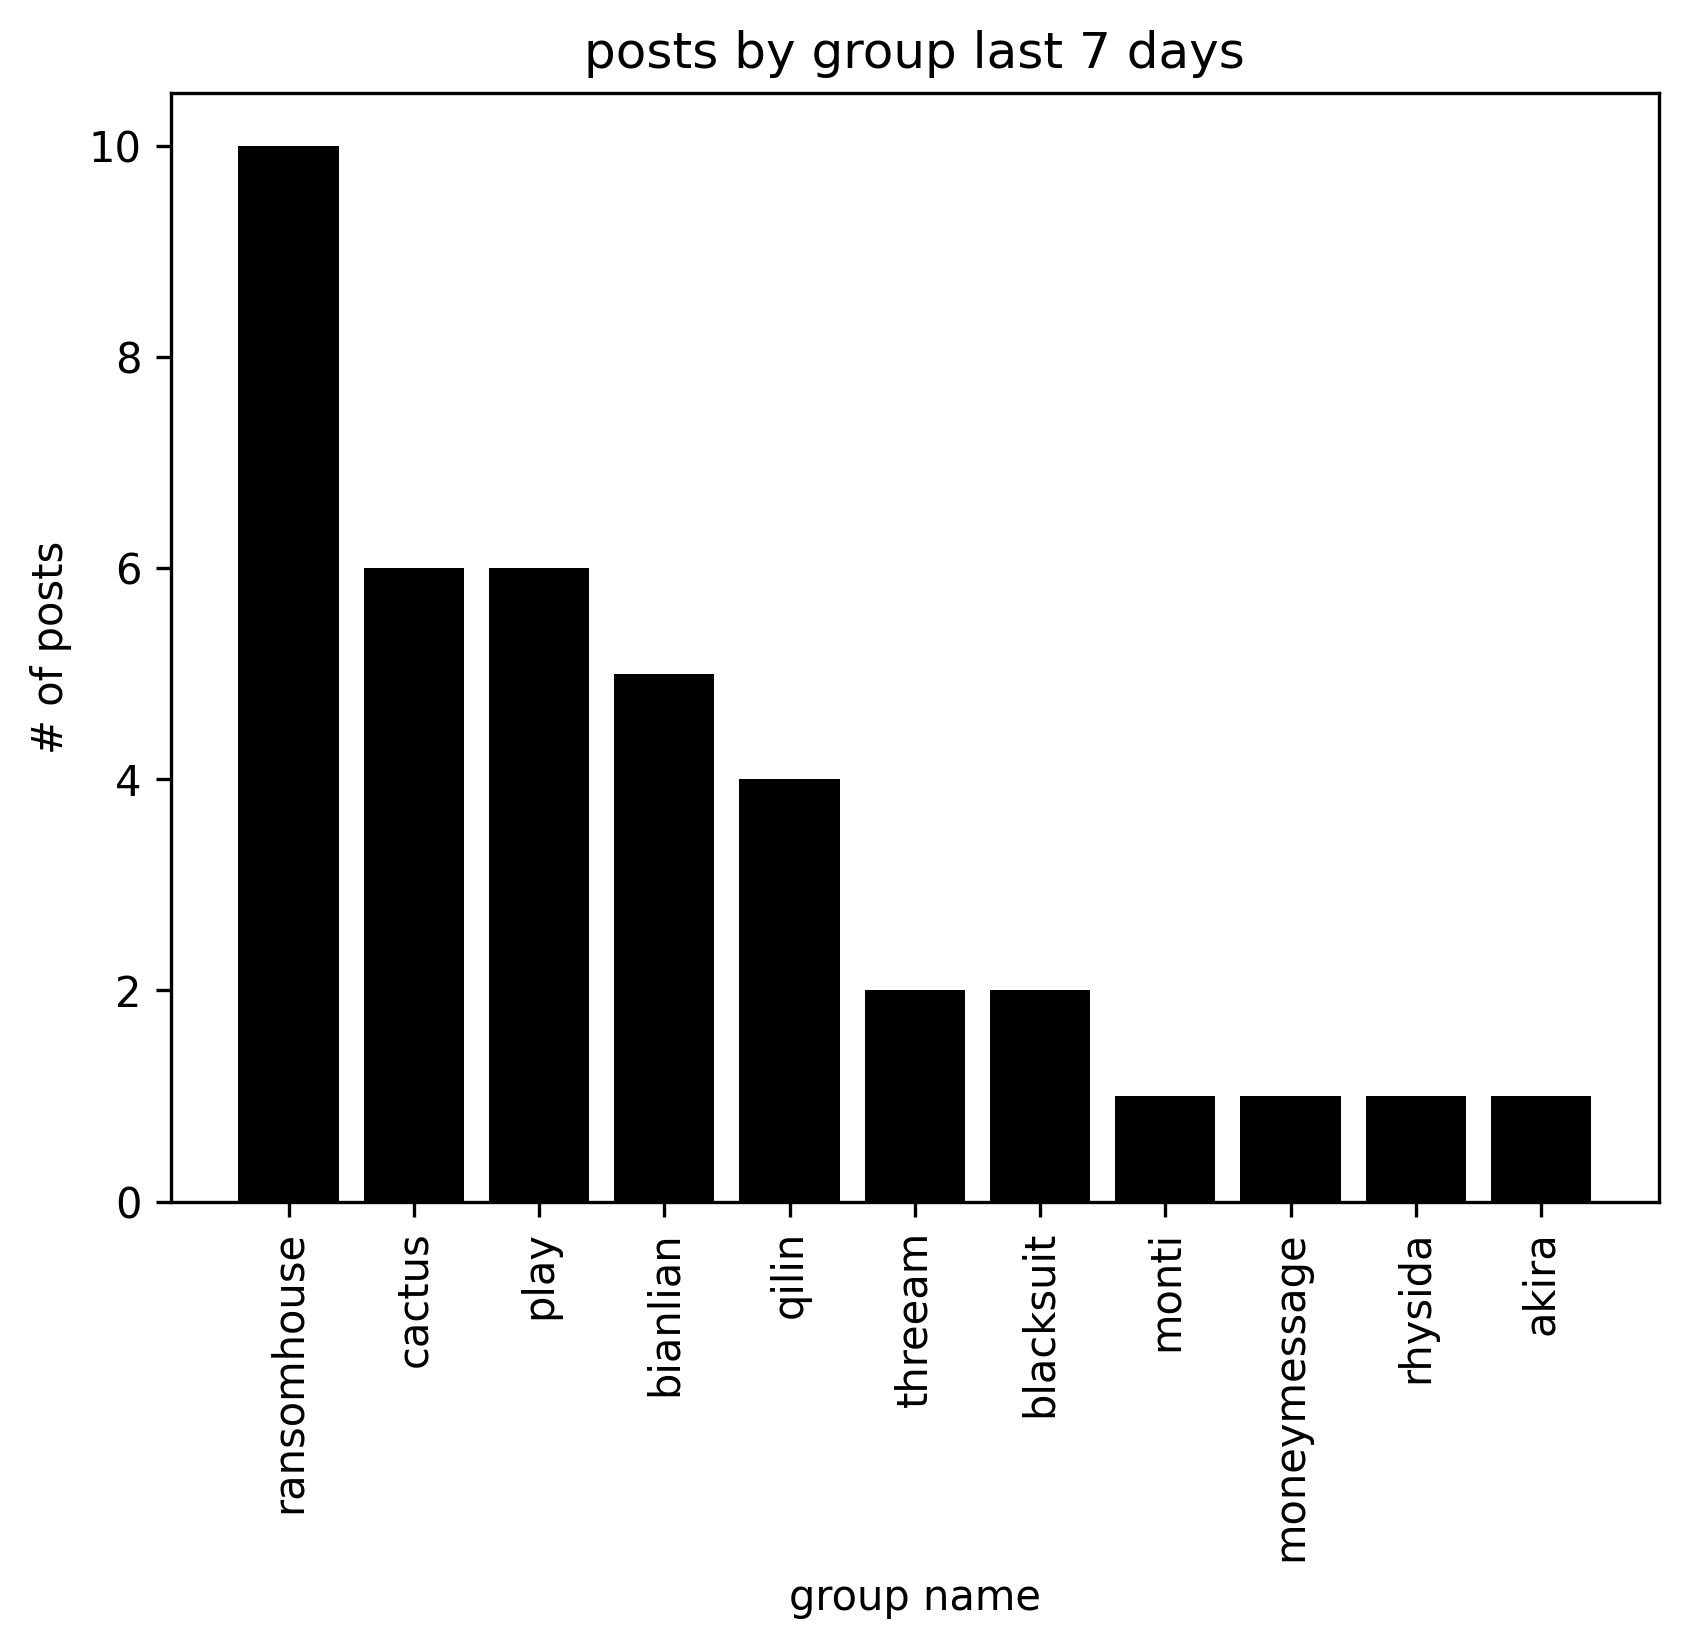 posts by group last 7 days
# of posts
10
8
6
4
2
0
ransomhouse
cactus
play
bianlian
qilin
threeam
blacksuit
monti
moneymessage
rhysida
akira
group name